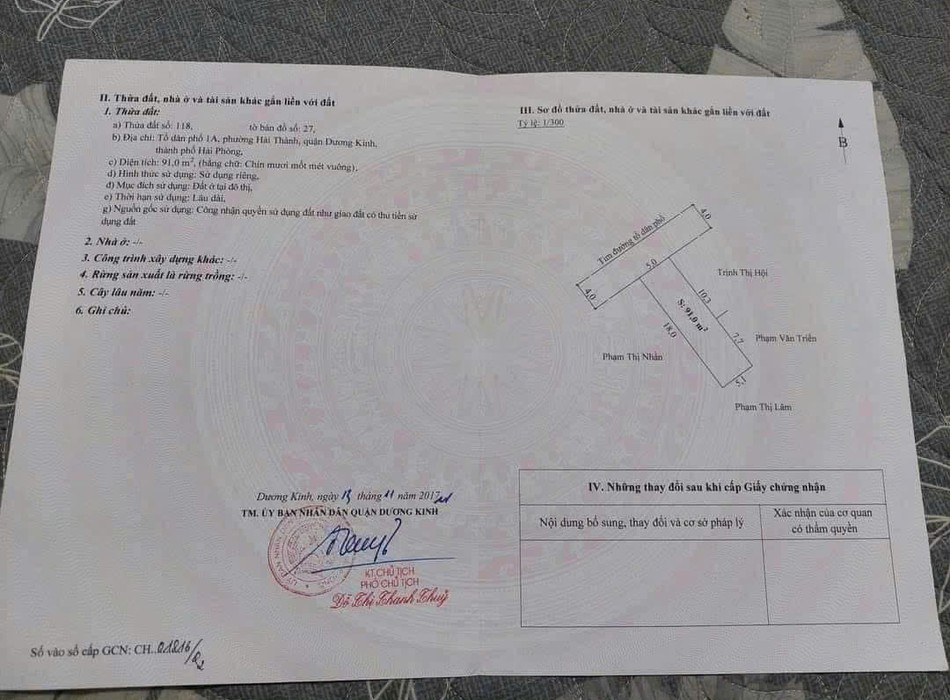 II. Thửa đất, nhà ở và tài sản khác gắn liền với đất
1. Thửa đất:
a) Thửa đất số: 118, tờ bản đồ số: 27,
b) Địa chỉ: Tổ dân phố 1A, phường Hải Thành, quận Dương Kinh,
thành phố Hải Phòng,
c) Diện tích: 91,0 m², (bằng chữ: Chín mươi mốt mét vuông),
d) Hình thức sử dụng: Sử dụng riêng,
đ) Mục đích sử dụng: Đất ở tại đô thị,
e) Thời hạn sử dụng: Lâu dài,
g) Nguồn gốc sử dụng: Công nhận quyền sử dụng đất như giao đất có thu tiền sử
dụng đất.
2. Nhà ở: -/-
3. Công trình xây dựng khác: -/-
4. Rừng sản xuất là rừng trồng: -/-
5. Cây lâu năm: -/-
6. Ghi chú:
Dương Kinh, ngày 13 tháng 11 năm 201
TM. ỦY BAN NHÂN DÂN QUẬN DƯƠNG KINH
KT.CHỦ TỊCH
PHÓ CHỦ TỊCH
Đỗ Thị Thanh Thuỷ
Số vào sổ cấp GCN: CH..01816/
III. Sơ đồ thửa đất, nhà ở và tài sản khác gắn liền với đất
Tỷ lệ: 1/300
B
4.0
Tim đường tổ dân phố
5.0
4.0
Trịnh Thị Hội
10.3
S: 91,0 m²
18.0
7.7
Phạm Văn Triển
Phạm Thị Nhàn
5.1
Phạm Thị Lâm
IV. Những thay đổi sau khi cấp Giấy chứng nhận
Nội dung bổ sung, thay đổi và cơ sở pháp lý
Xác nhận của cơ quan
có thẩm quyền